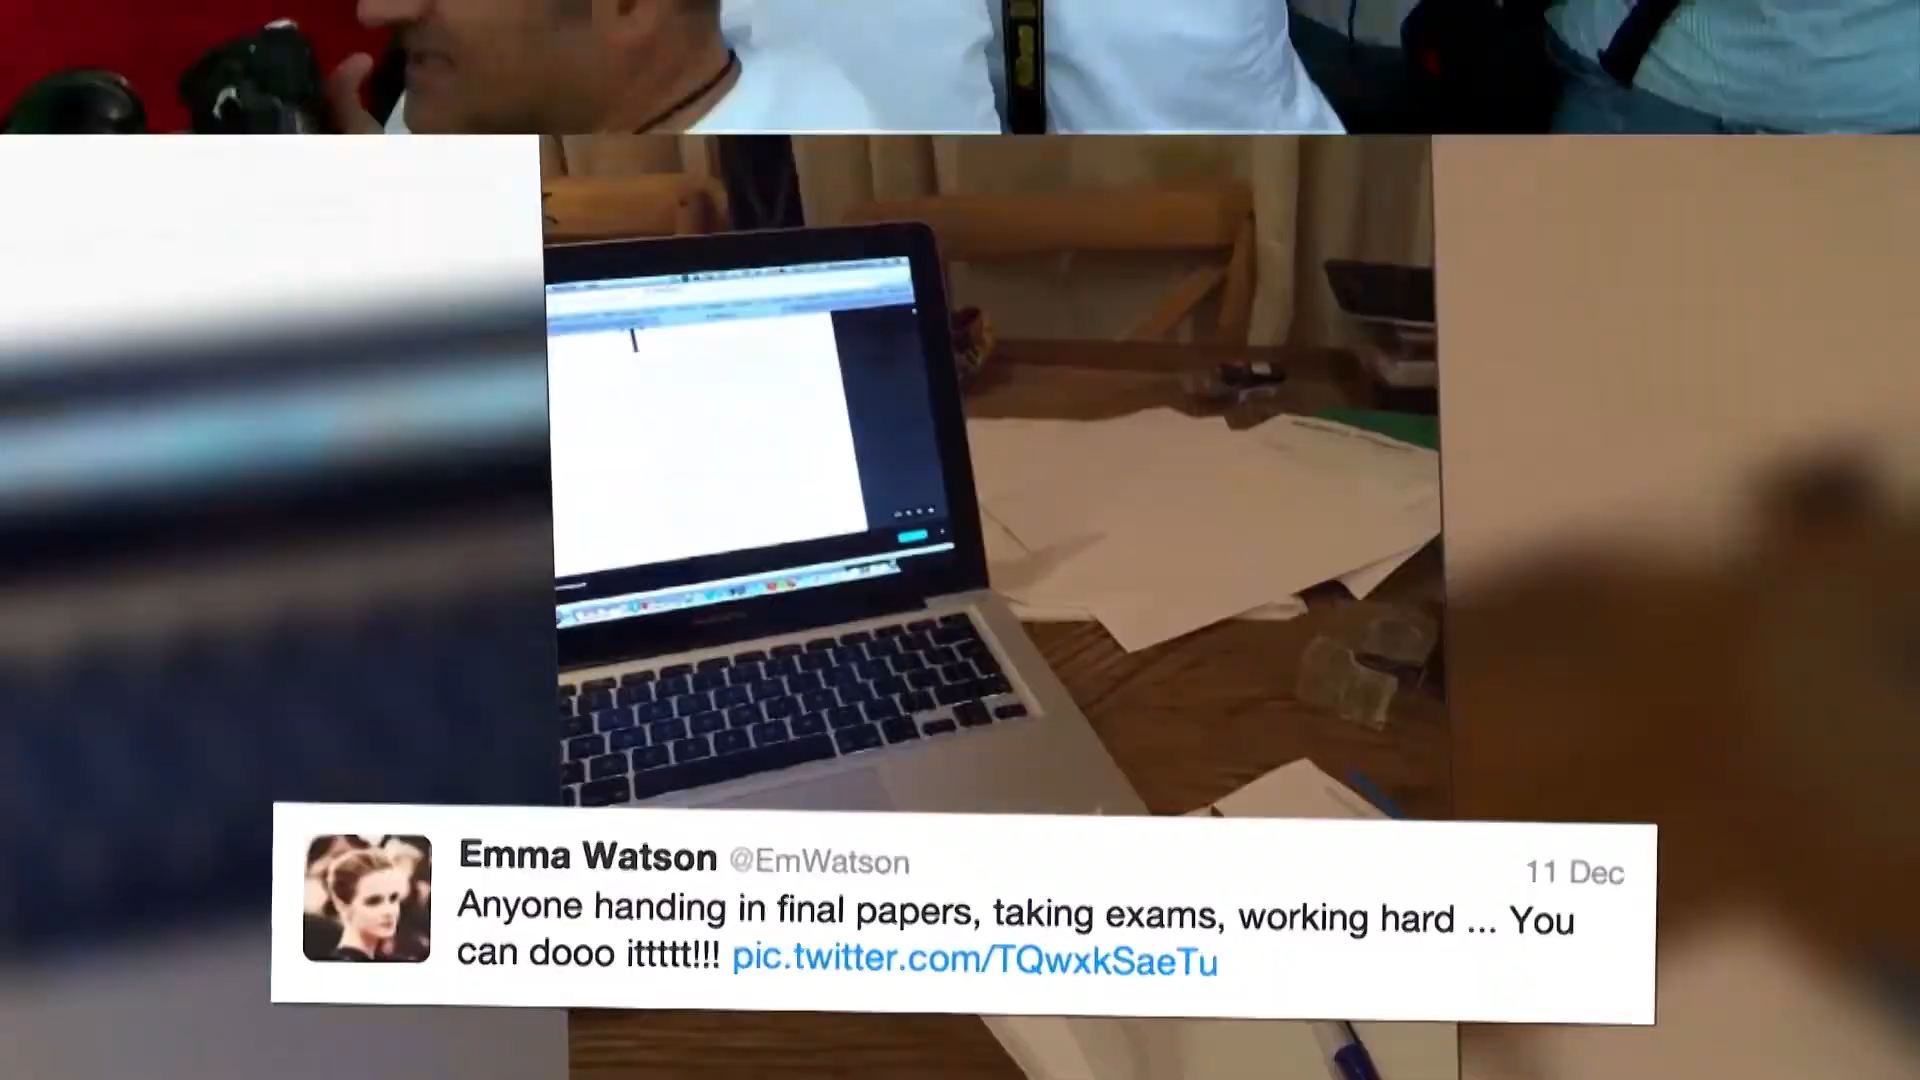 Emma Watson @EmWatson 11 Dec
Anyone handing in final papers, taking exams, working hard ... You
can dooo ittttt!!! pic.twitter.com/TQwxkSaeTu